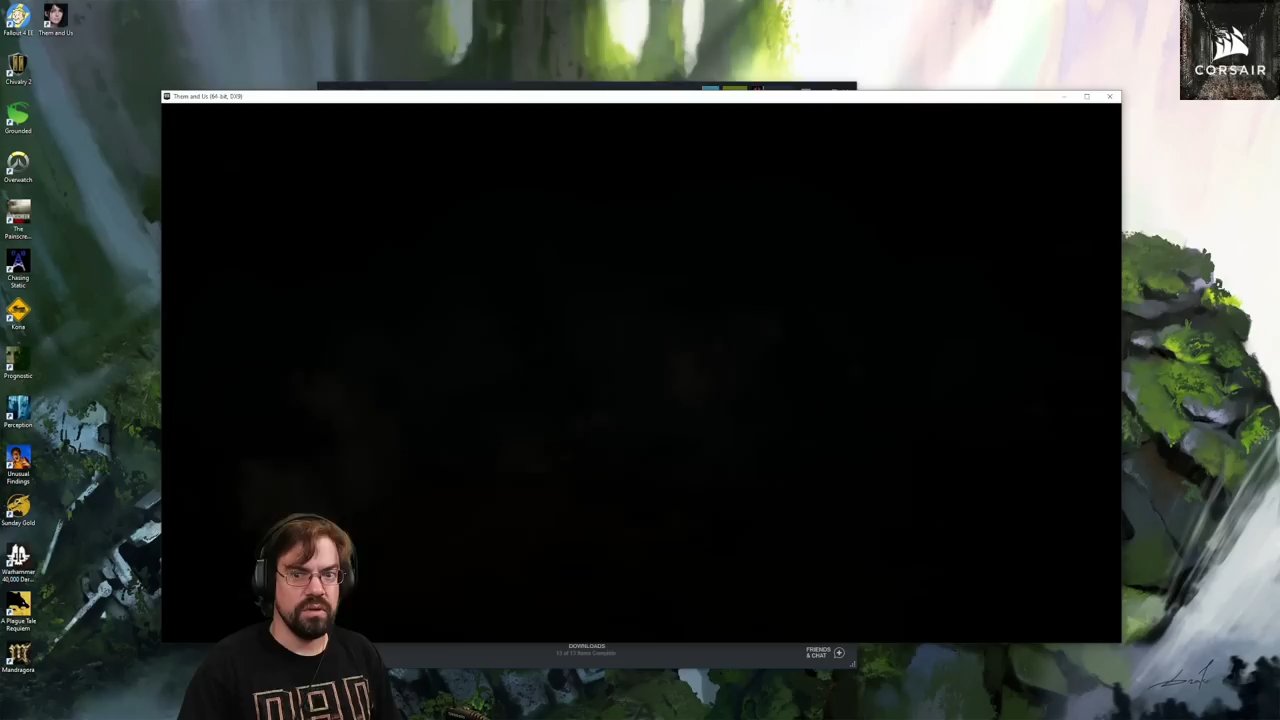 Fallout 4 EE
Them and Us
Chivalry 2
Grounded
Overwatch
The
Painscre...
Chasing
Static
Kona
Prognostic
Perception
Unusual
Findings
Sunday Gold
Warhammer
40,000 Dar...
A Plague Tale
Requiem
Mandragora
Them and Us (64-bit, DX9)
CORSAIR
DOWNLOADS
FRIENDS
& CHAT